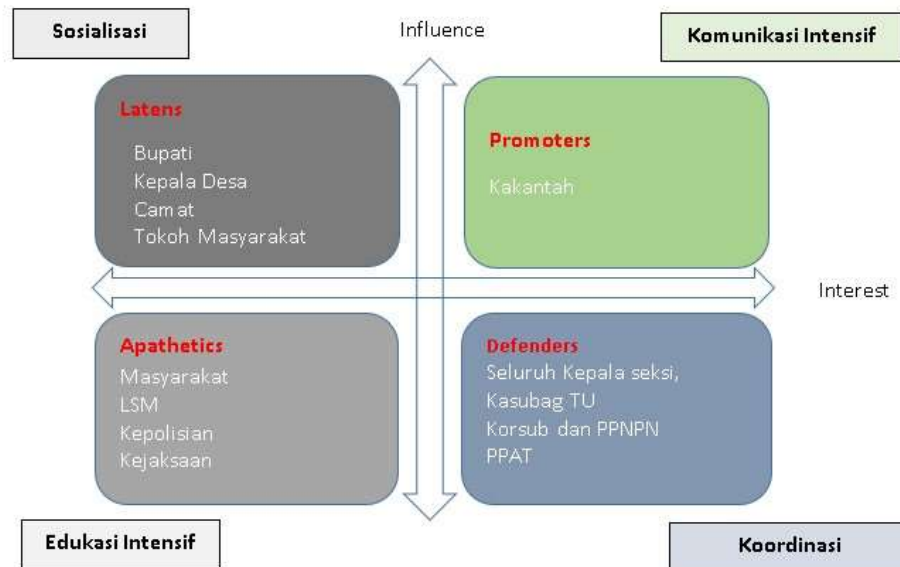 Sosialisasi
Influence
Komunikasi Intensif
Latens
Bupati
Kepala Desa
Camat
Tokoh Masyarakat
Promoters
Kakantah
Interest
Apathetics
Masyarakat
LSM
Kepolisian
Kejaksaan
Defenders
Seluruh Kepala seksi,
Kasubag TU
Korsub dan PPNPN
PPAT
Edukasi Intensif
Koordinasi